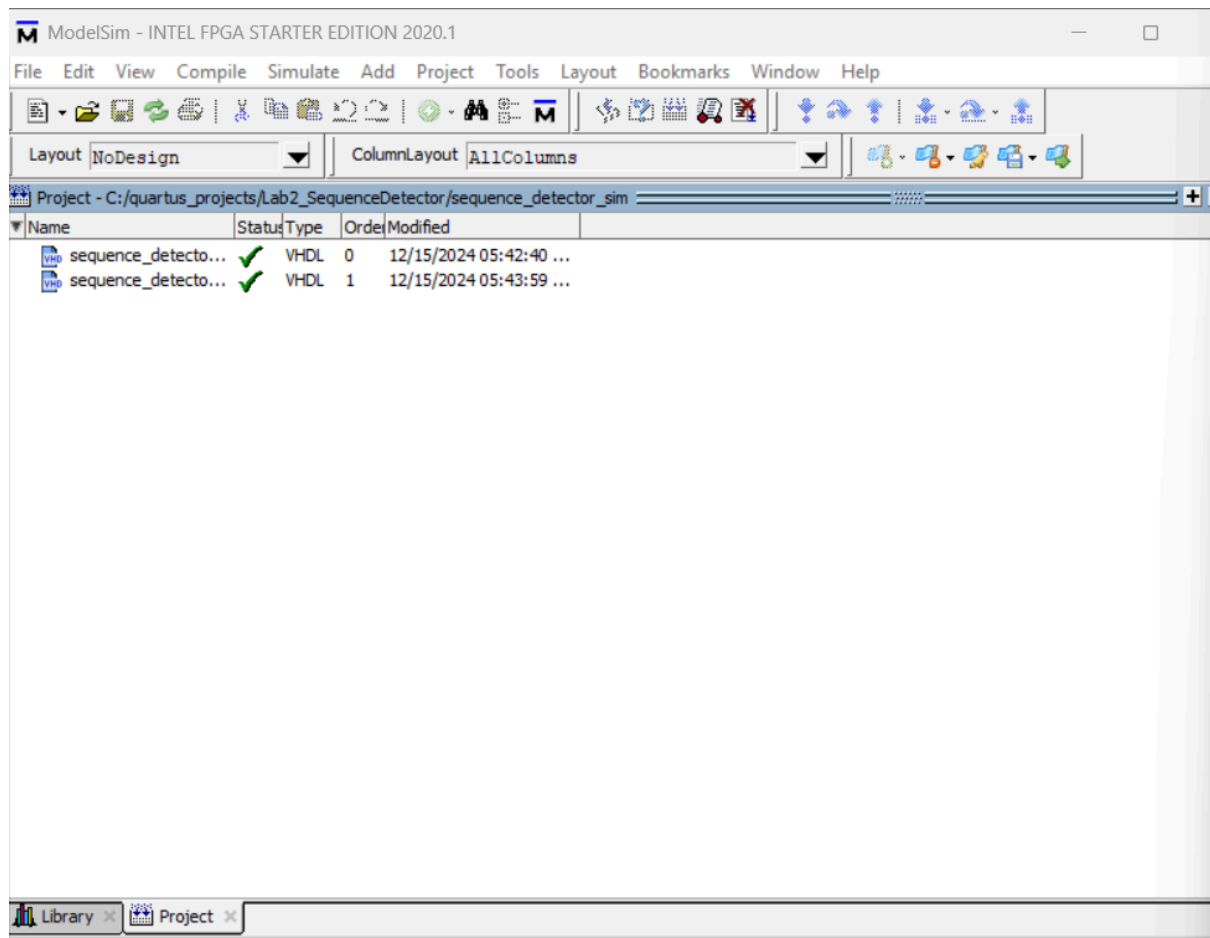 ModelSim - INTEL FPGA STARTER EDITION 2020.1
File Edit View Compile Simulate Add Project Tools Layout Bookmarks Window Help
Layout NoDesign ColumnLayout AllColumns
Project - C:/quartus_projects/Lab2_SequenceDetector/sequence_detector_sim
Name Status Type Order Modified
sequence_detecto... VHDL 0 12/15/2024 05:42:40 ...
sequence_detecto... VHDL 1 12/15/2024 05:43:59 ...
Library Project